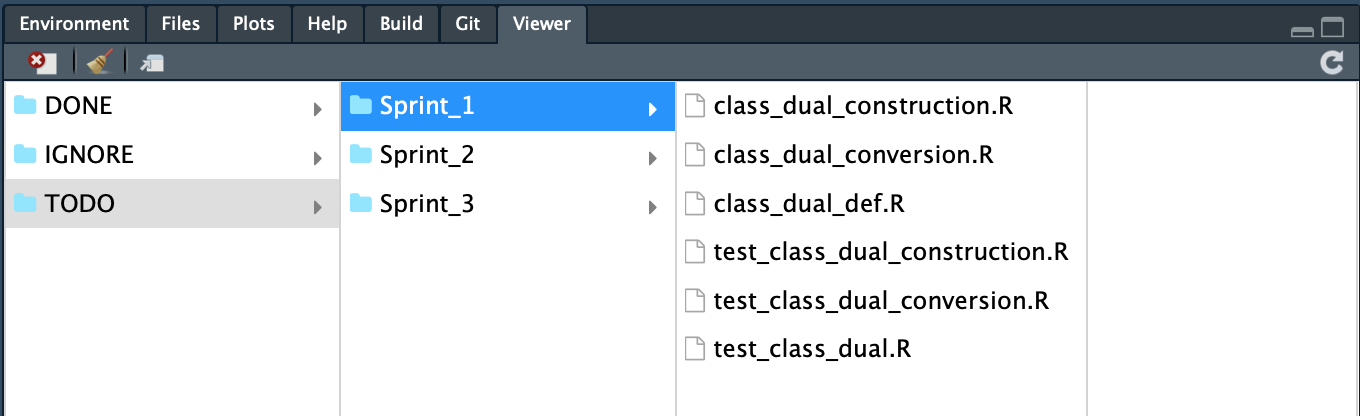 Environment Files Plots Help Build Git Viewer
DONE
IGNORE
TODO
Sprint_1
Sprint_2
Sprint_3
class_dual_construction.R
class_dual_conversion.R
class_dual_def.R
test_class_dual_construction.R
test_class_dual_conversion.R
test_class_dual.R